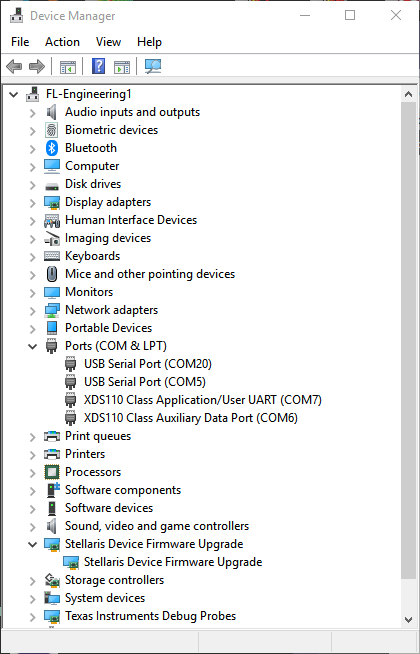 Device Manager
File Action View Help
FL-Engineering1
Audio inputs and outputs
Biometric devices
Bluetooth
Computer
Disk drives
Display adapters
Human Interface Devices
Imaging devices
Keyboards
Mice and other pointing devices
Monitors
Network adapters
Portable Devices
Ports (COM & LPT)
USB Serial Port (COM20)
USB Serial Port (COM5)
XDS110 Class Application/User UART (COM7)
XDS110 Class Auxiliary Data Port (COM6)
Print queues
Printers
Processors
Software components
Software devices
Sound, video and game controllers
Stellaris Device Firmware Upgrade
Stellaris Device Firmware Upgrade
Storage controllers
System devices
Texas Instruments Debug Probes